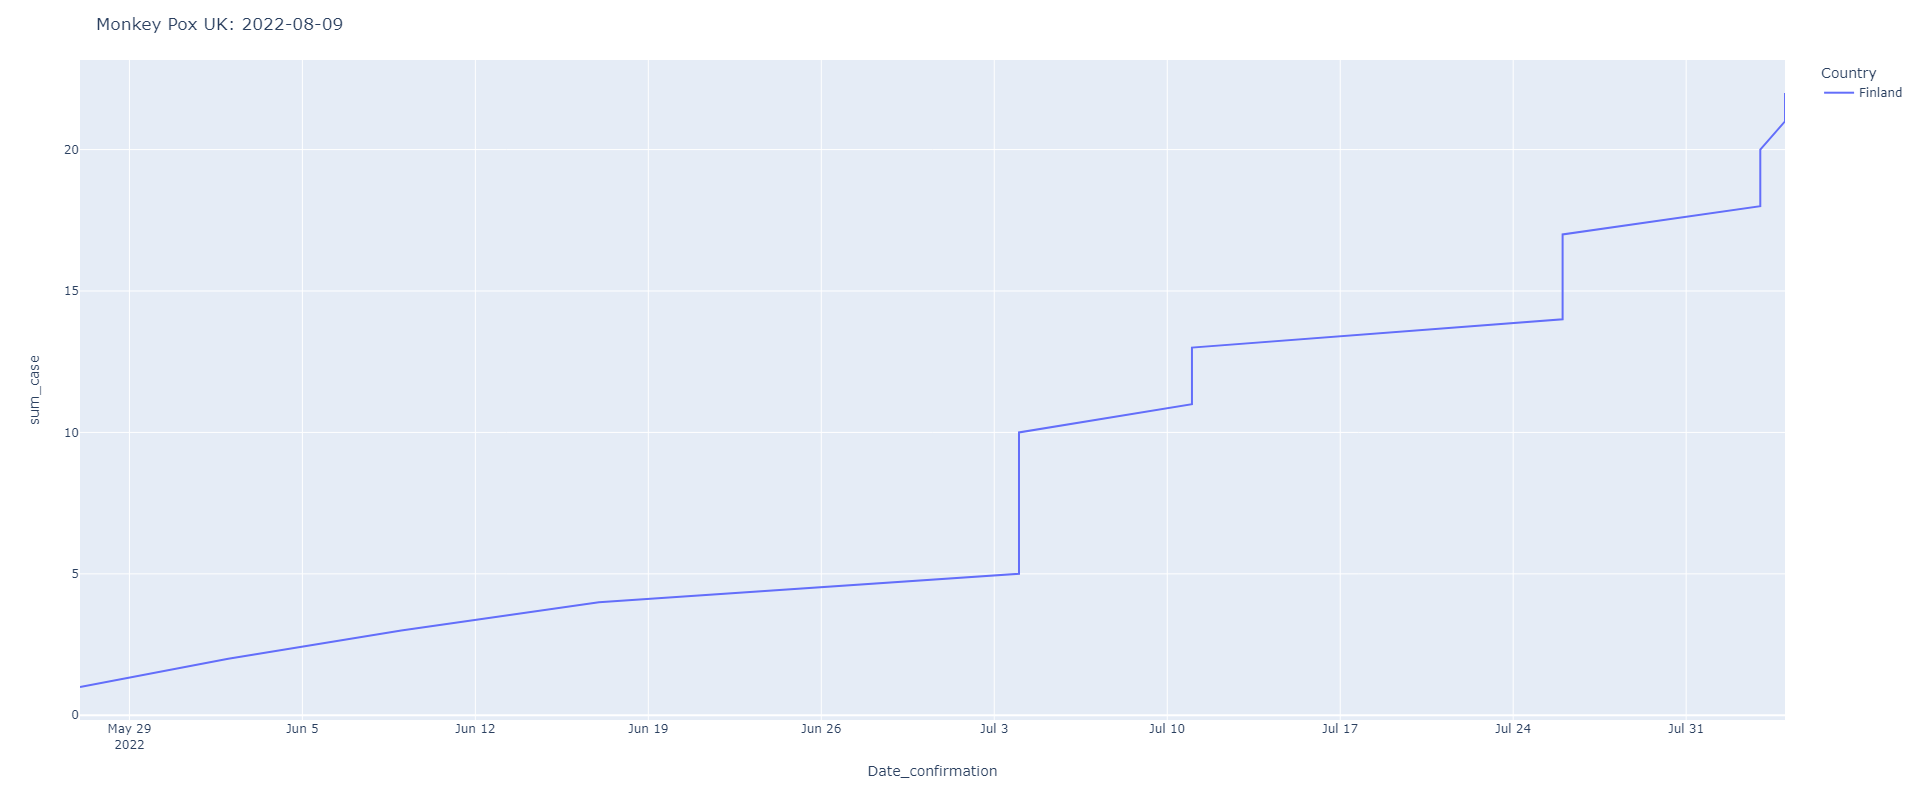 Monkey Pox UK: 2022-08-09
Country
Finland
20
15
10
5
0
sum_case
May 29
2022
Jun 5
Jun 12
Jun 19
Jun 26
Jul 3
Jul 10
Jul 17
Jul 24
Jul 31
Date_confirmation